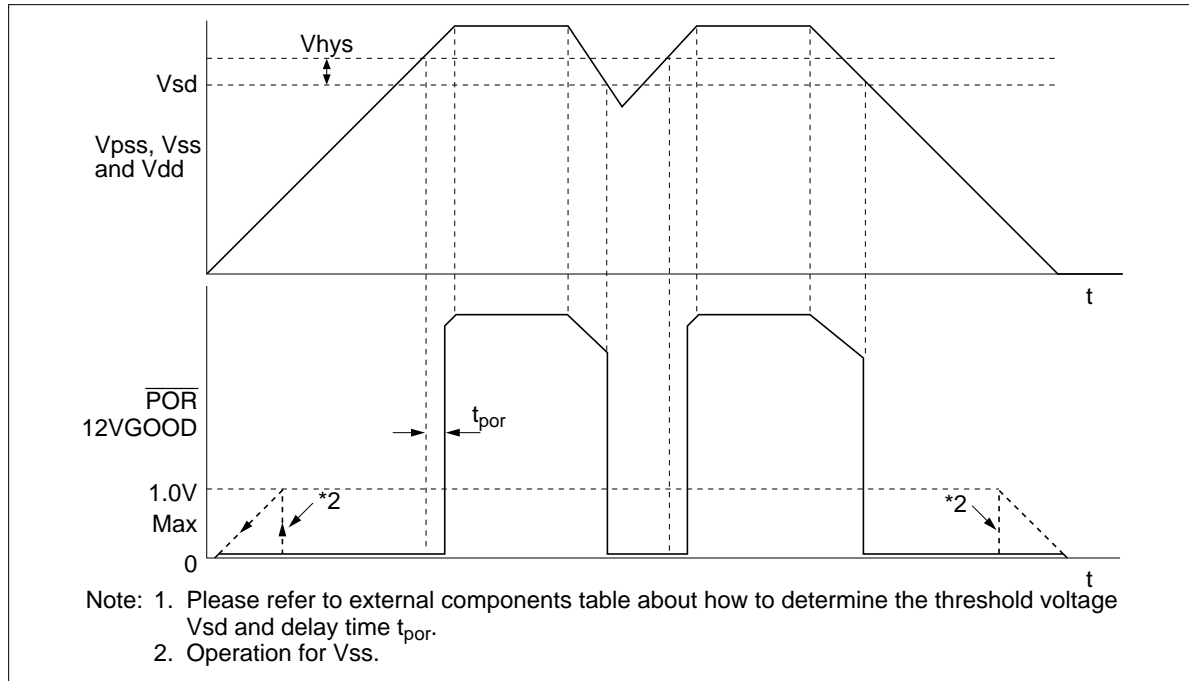 Vhys
Vsd
Vpss, Vss
and Vdd
t
POR
12VGOOD
tpor
1.0V
*2
*2
Max
0
t
Note: 1. Please refer to external components table about how to determine the threshold voltage
Vsd and delay time tpor.
2. Operation for Vss.